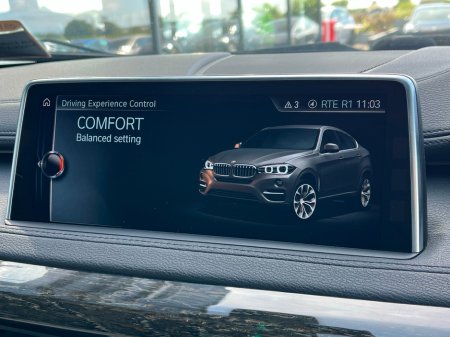 Driving Experience Control
3 RTE R1 11:03
COMFORT
Balanced setting